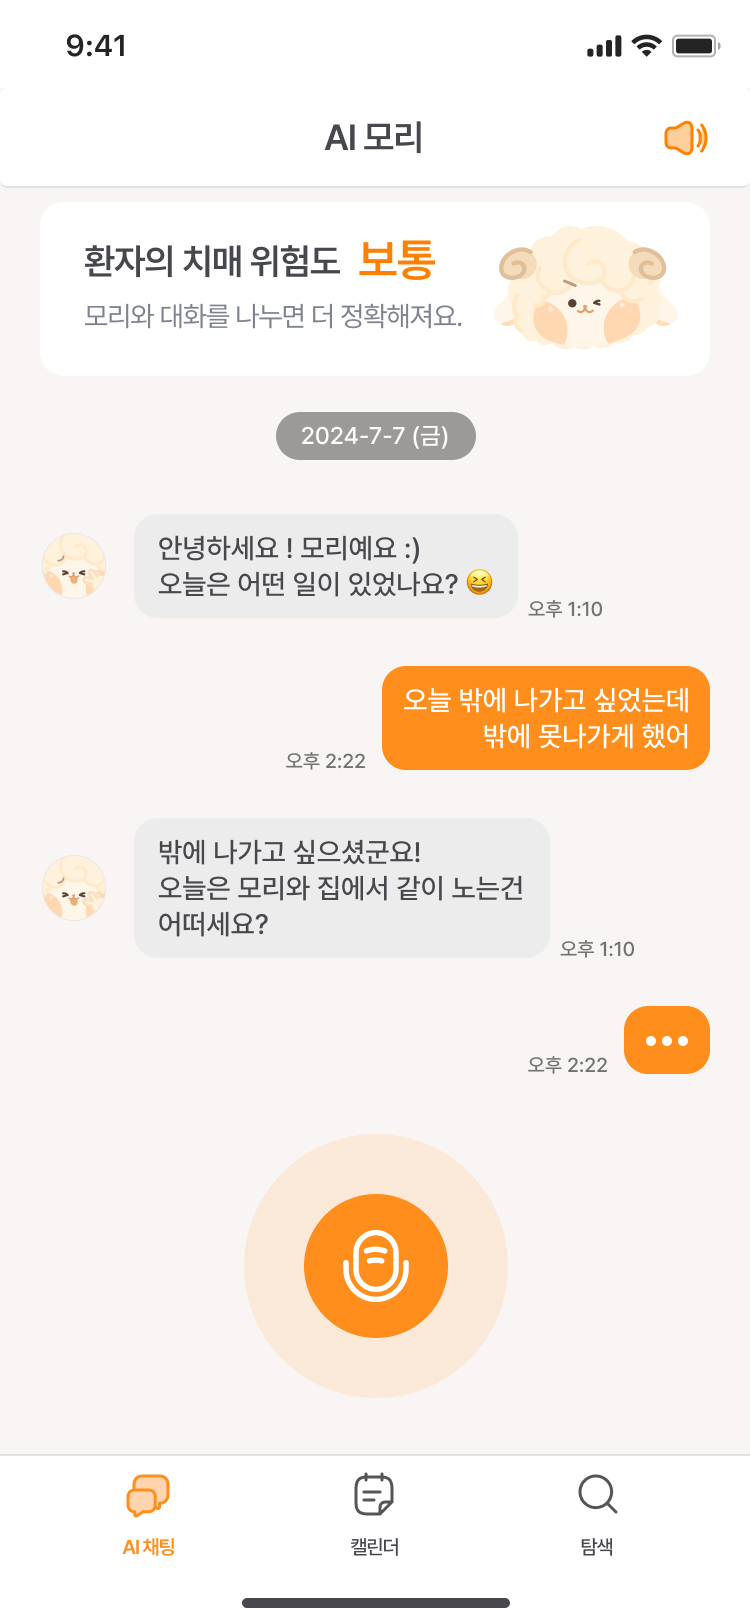 9:41
AI 모리
환자의 치매 위험도 보통
모리와 대화를 나누면 더 정확해져요.
2024-7-7 (금)
안녕하세요 ! 모리예요 :)
오늘은 어떤 일이 있었나요? 😆
오후 1:10
오늘 밖에 나가고 싶었는데
밖에 못나가게 했어
오후 2:22
밖에 나가고 싶으셨군요!
오늘은 모리와 집에서 같이 노는건
어떠세요?
오후 1:10
오후 2:22
AI 채팅
캘린더
탐색